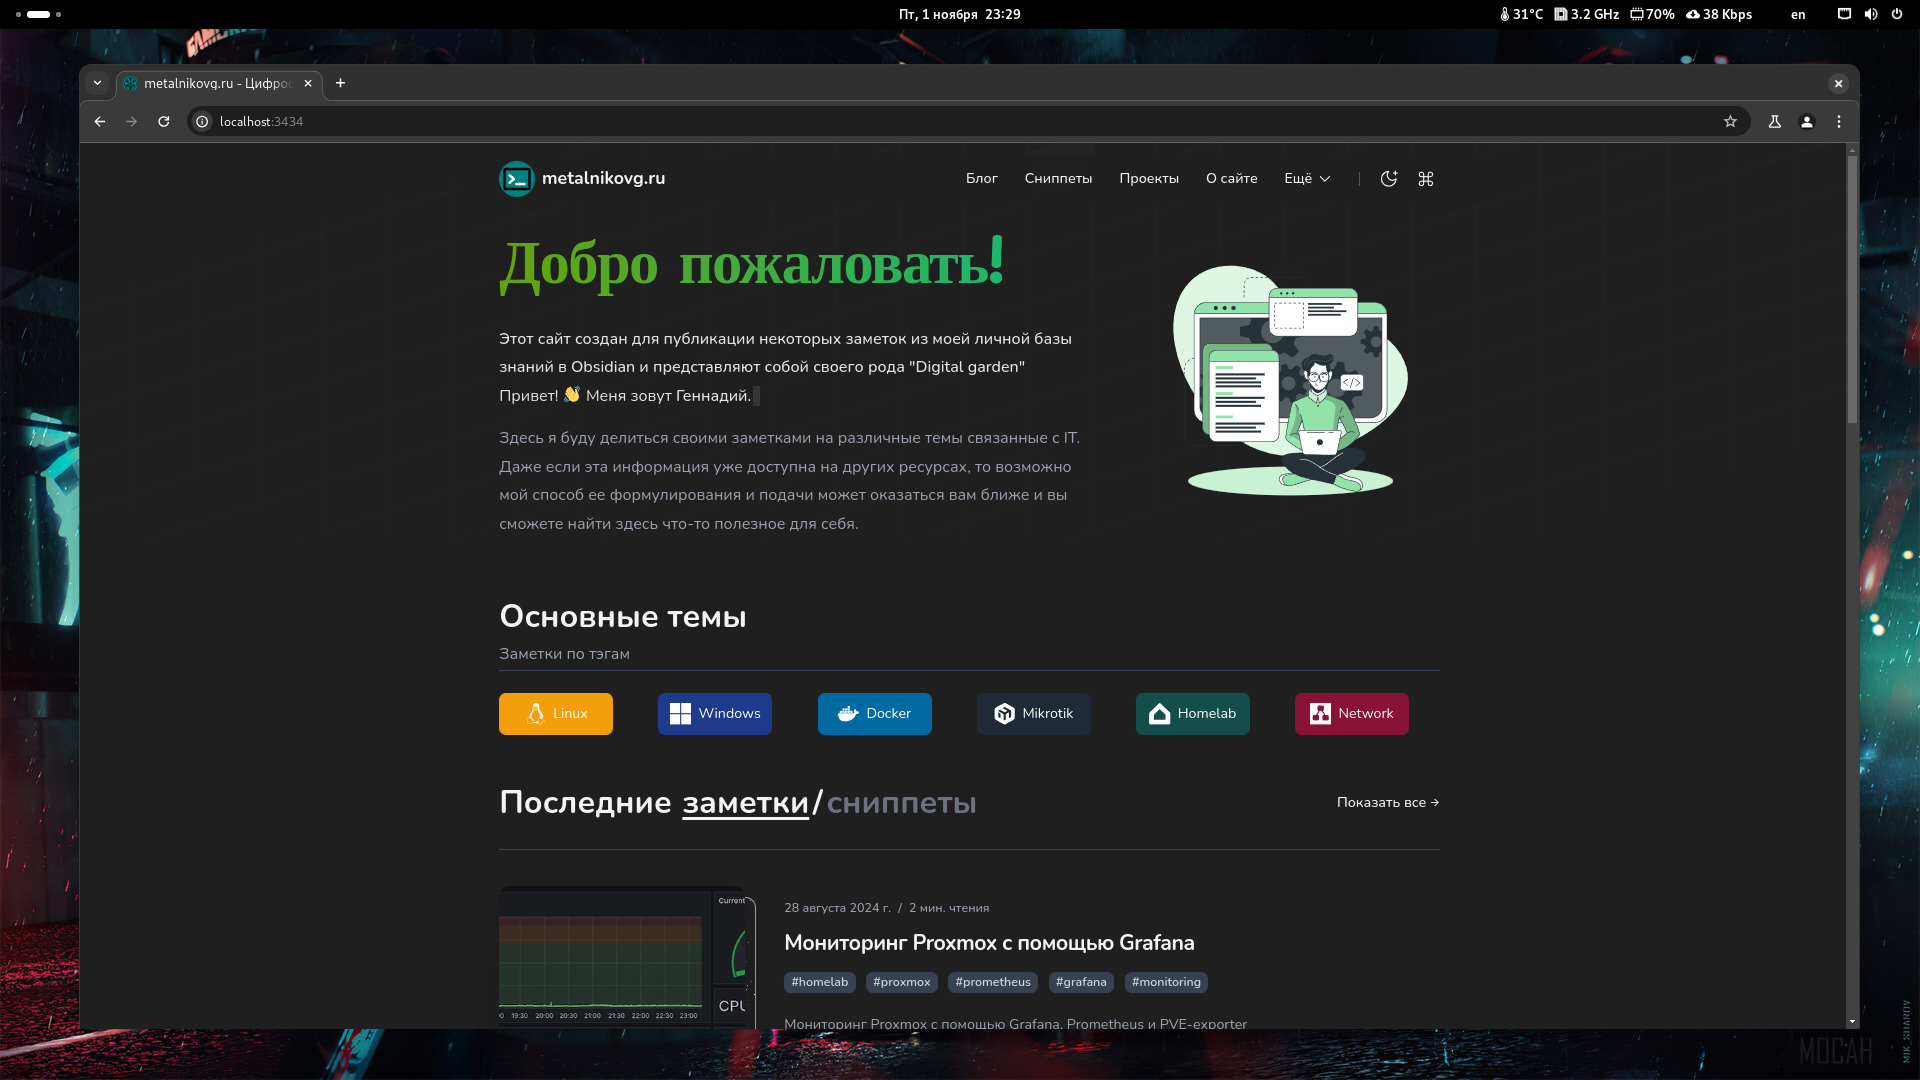 Пт, 1 ноября 23:29
31°C 3.2 GHz 70% 38 Kbps en
metalnikovg.ru - Цифро
localhost:3434
metalnikovg.ru
Блог Сниппеты Проекты О сайте Ещё
Добро пожаловать!
Этот сайт создан для публикации некоторых заметок из моей личной базы
знаний в Obsidian и представляют собой своего рода "Digital garden"
Привет! 👋 Меня зовут Геннадий.
Здесь я буду делиться своими заметками на различные темы связанные с IT.
Даже если эта информация уже доступна на других ресурсах, то возможно
мой способ ее формулирования и подачи может оказаться вам ближе и вы
сможете найти здесь что-то полезное для себя.
</>
Основные темы
Заметки по тэгам
Linux Windows Docker Mikrotik Homelab Network
Последние заметки/сниппеты
Показать все →
Current
CPU
19:30 20:00 20:30 21:00 21:30 22:00 22:30 23:00
28 августа 2024 г. / 2 мин. чтения
Мониторинг Proxmox с помощью Grafana
#homelab #proxmox #prometheus #grafana #monitoring
Мониторинг Proxmox с помощью Grafana, Prometheus и PVE-exporter
MOCAH